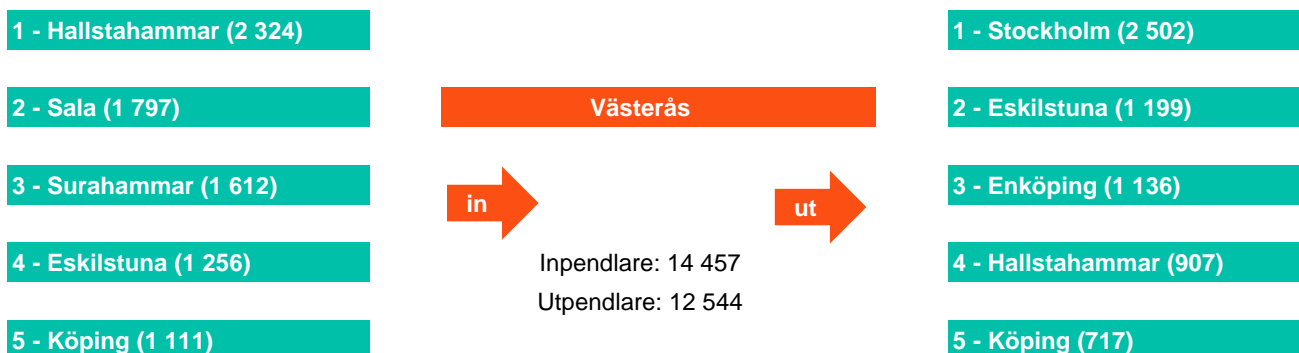 1 - Hallstahammar (2 324)
2 - Sala (1 797)
3 - Surahammar (1 612)
4 - Eskilstuna (1 256)
5 - Köping (1 111)
Västerås
in
ut
Inpendlare: 14 457
Utpendlare: 12 544
1 - Stockholm (2 502)
2 - Eskilstuna (1 199)
3 - Enköping (1 136)
4 - Hallstahammar (907)
5 - Köping (717)